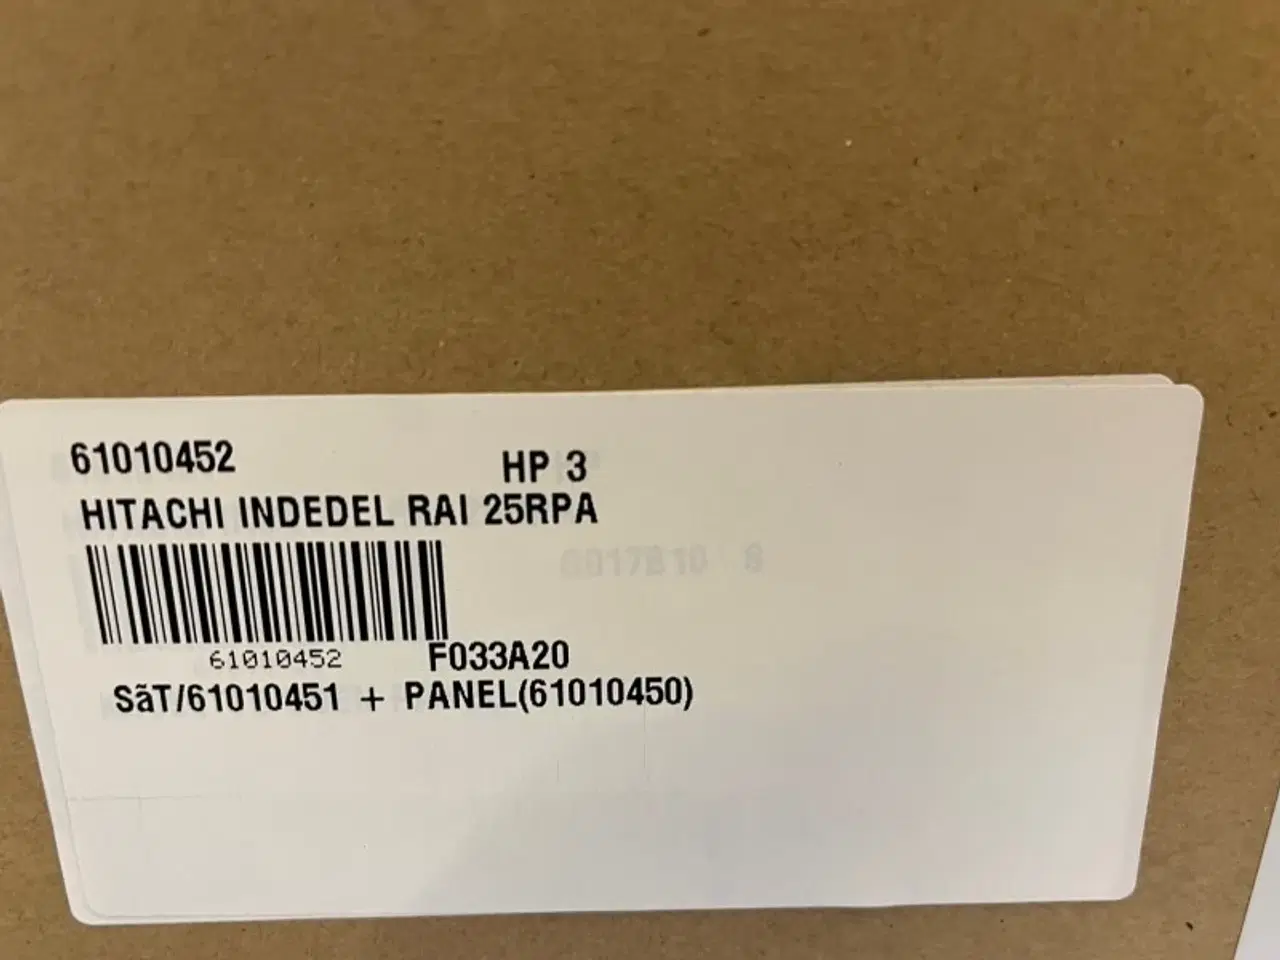 61010452 HP 3
HITACHI INDEDEL RAI 25RPA
61010452 F033A20
SãT/61010451 + PANEL(61010450)